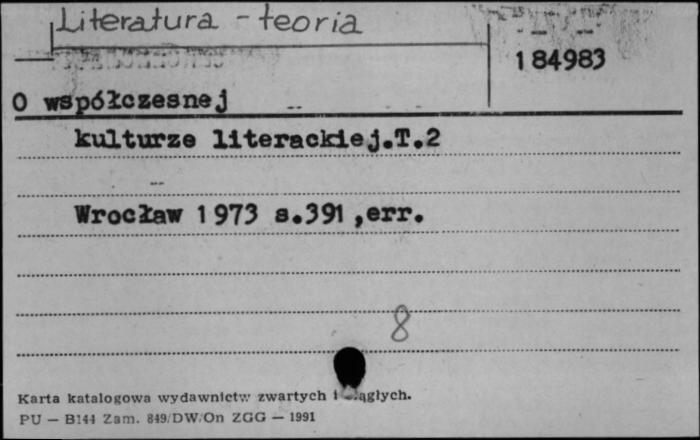 Literatura - teoria
184983
O współczesnej
kulturze literackiej.T.2
Wrocław 1973 s.391,err.
8
Karta katalogowa wydawnictw zwartych i ciągłych.
PU — B144 Zam. 849/DW/On ZGG — 1991